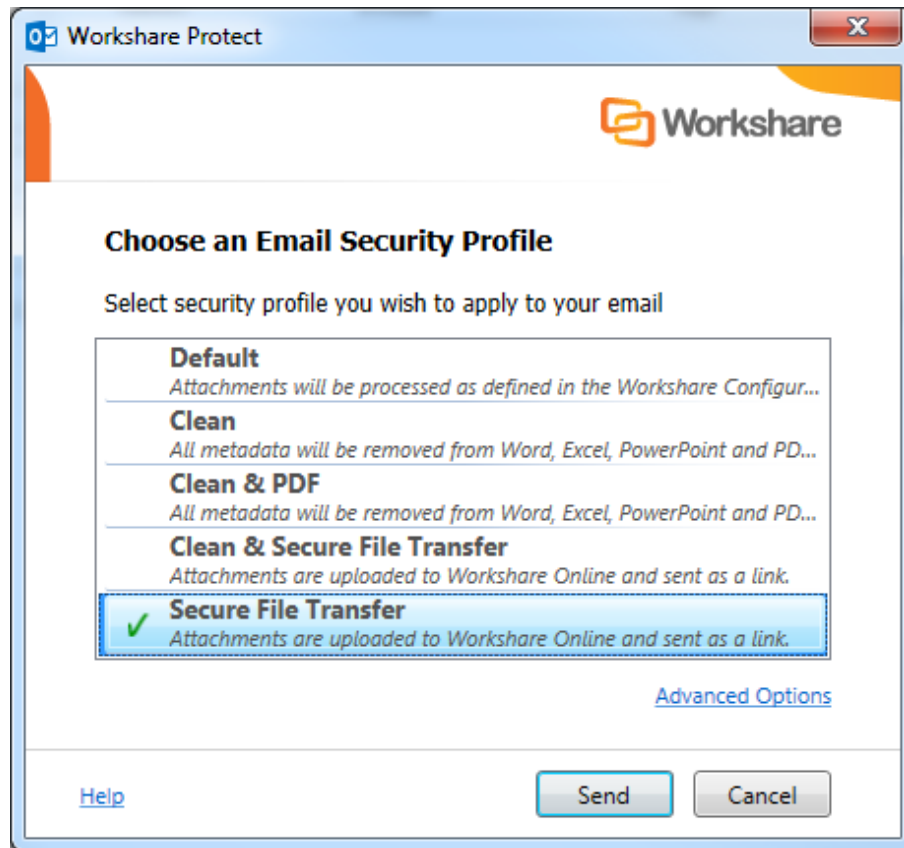 Workshare Protect
Workshare
Choose an Email Security Profile
Select security profile you wish to apply to your email
Default
Attachments will be processed as defined in the Workshare Configur...
Clean
All metadata will be removed from Word, Excel, PowerPoint and PD...
Clean & PDF
All metadata will be removed from Word, Excel, PowerPoint and PD...
Clean & Secure File Transfer
Attachments are uploaded to Workshare Online and sent as a link.
Secure File Transfer
Attachments are uploaded to Workshare Online and sent as a link.
Advanced Options
Help Send Cancel